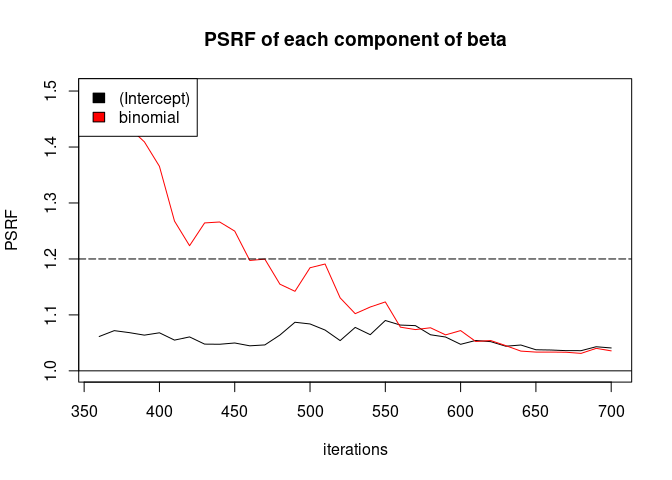 PSRF of each component of beta
(Intercept)
binomial
PSRF
1.5
1.4
1.3
1.2
1.1
1.0
350 400 450 500 550 600 650 700
iterations